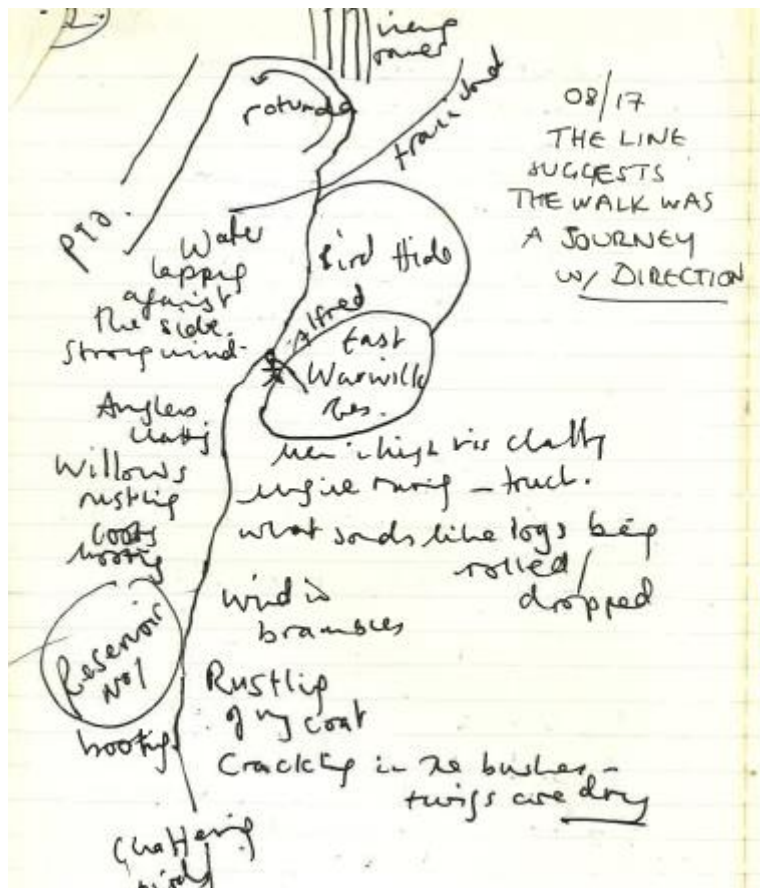 2.
rotunda
08/17
THE LINE
SUGGESTS
THE WALK WAS
A JOURNEY
W/ DIRECTION
PTO.
Water
lapping
against
the side.
Strong wind.
Bird Hide
Alfred
East
Warwick
Res.
Anglers
chatting
Willows
rustling
coots
hooting
men in high vis chatting
engine running - truck.
what sounds like logs being
rolled/
dropped
Wind in
brambles
Reservoir
No 1
Rustling
of my coat
hooting
Crackling in the bushes -
twigs are dry
Chattering
birds